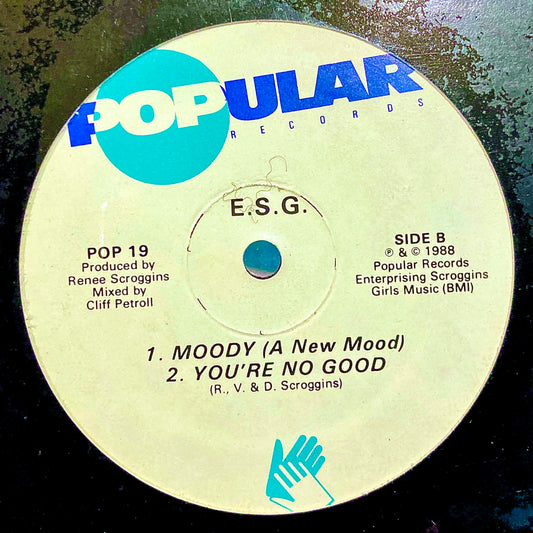 POPULAR
RECORDS
E.S.G.
POP 19
Produced by
Renee Scroggins
Mixed by
Cliff Petroll
SIDE B
℗ & © 1988
Popular Records
Enterprising Scroggins
Girls Music (BMI)
1. MOODY (A New Mood)
2. YOU'RE NO GOOD
(R., V. & D. Scroggins)